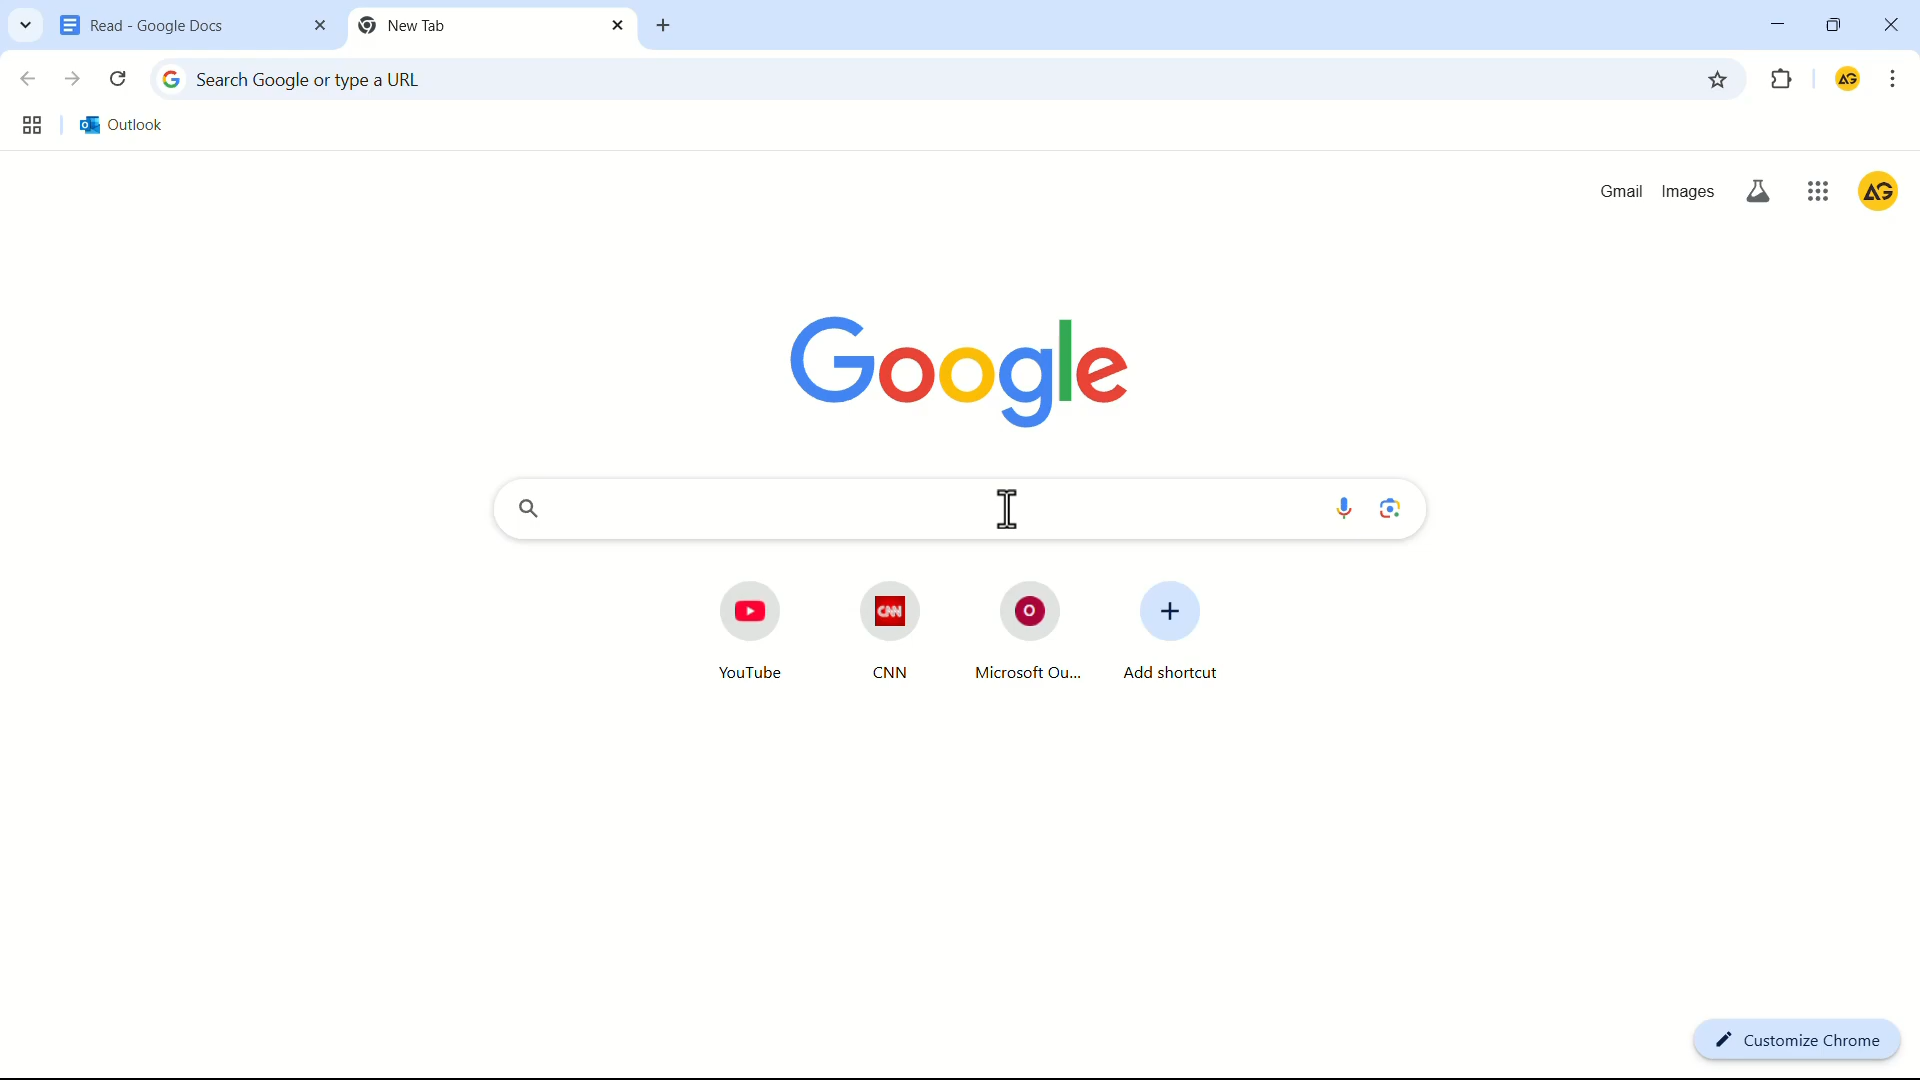 Read - Google Docs
New Tab
Search Google or type a URL
Outlook
Gmail Images
AG
Google
YouTube CNN Microsoft Ou... Add shortcut
Customize Chrome